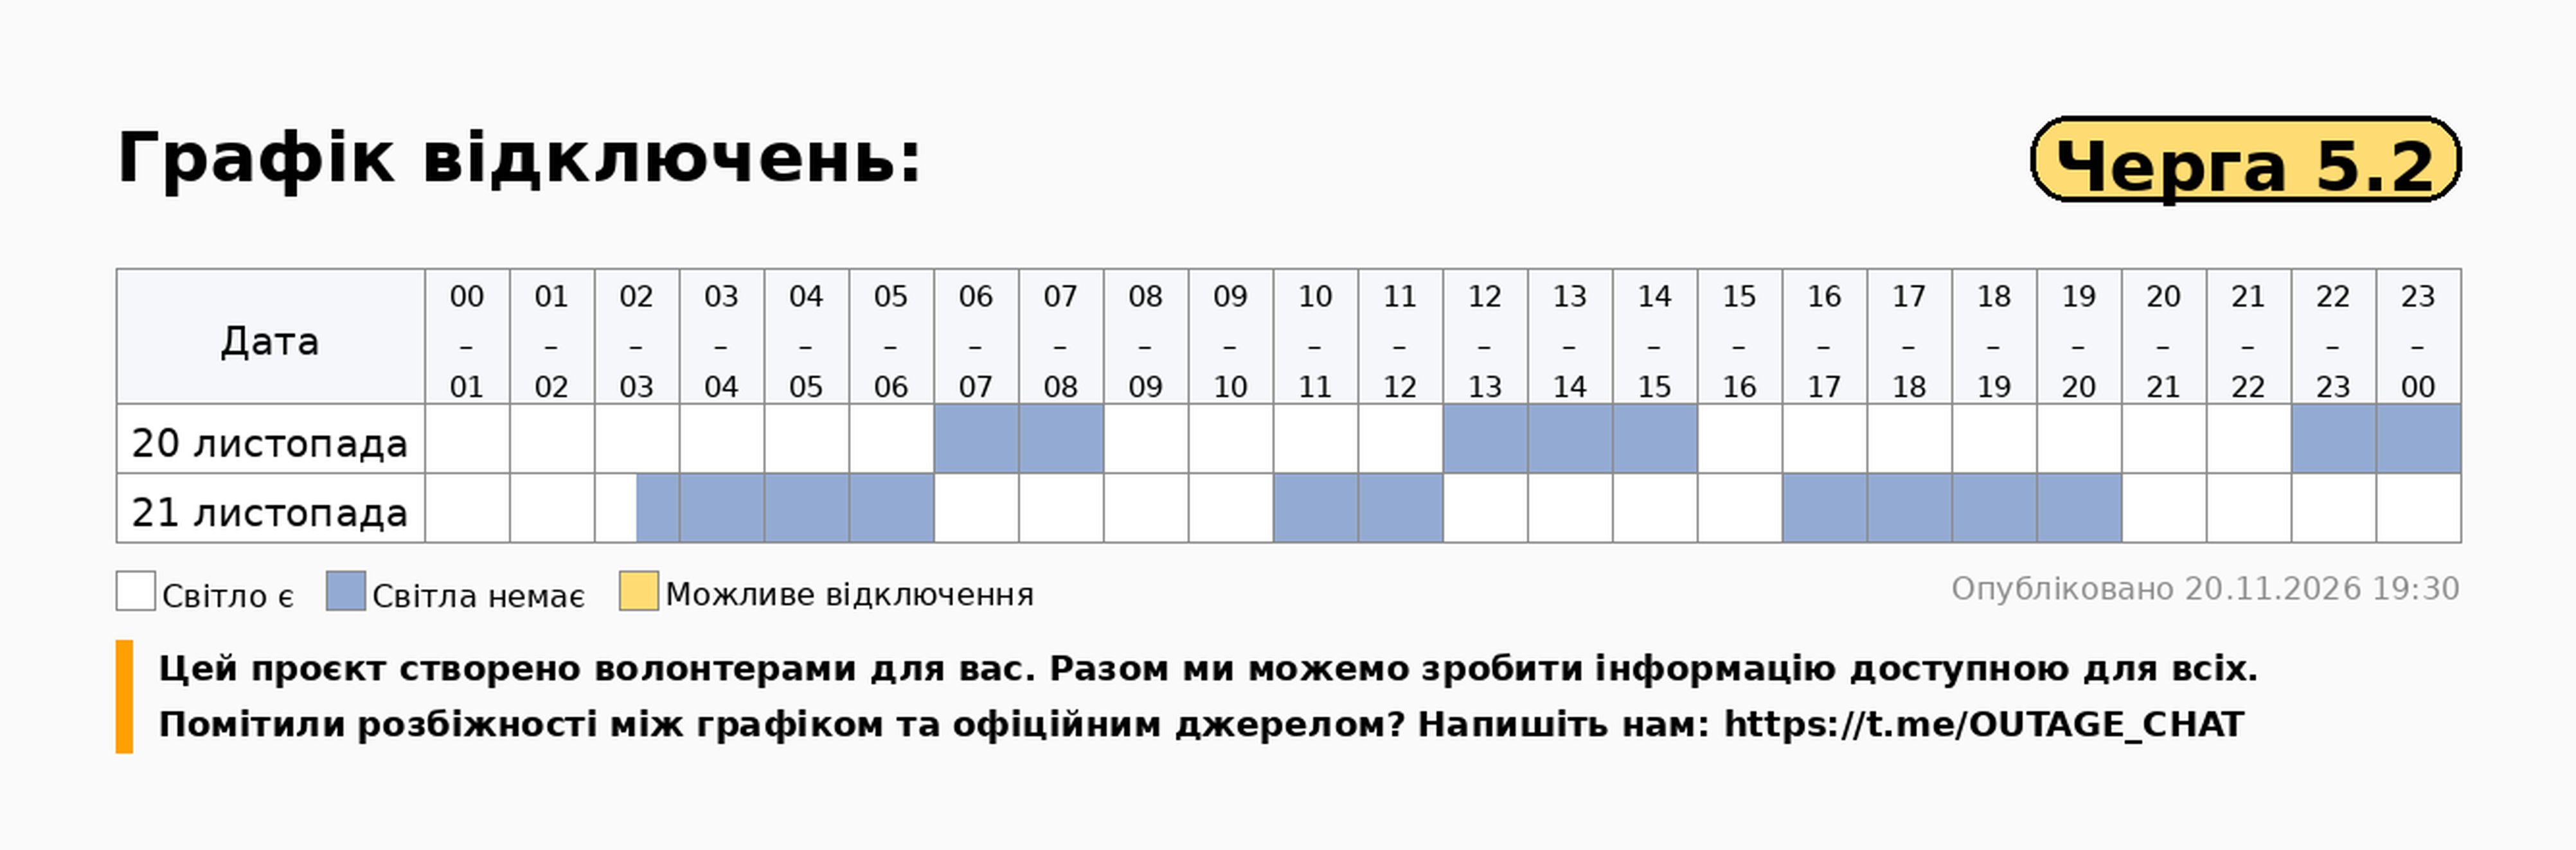 Графік відключень:
Черга 5.2
Дата
00 – 01
01 – 02
02 – 03
03 – 04
04 – 05
05 – 06
06 – 07
07 – 08
08 – 09
09 – 10
10 – 11
11 – 12
12 – 13
13 – 14
14 – 15
15 – 16
16 – 17
17 – 18
18 – 19
19 – 20
20 – 21
21 – 22
22 – 23
23 – 00
20 листопада
21 листопада
Світло є
Світла немає
Можливе відключення
Опубліковано 20.11.2026 19:30
Цей проєкт створено волонтерами для вас. Разом ми можемо зробити інформацію доступною для всіх.
Помітили розбіжності між графіком та офіційним джерелом? Напишіть нам: https://t.me/OUTAGE_CHAT